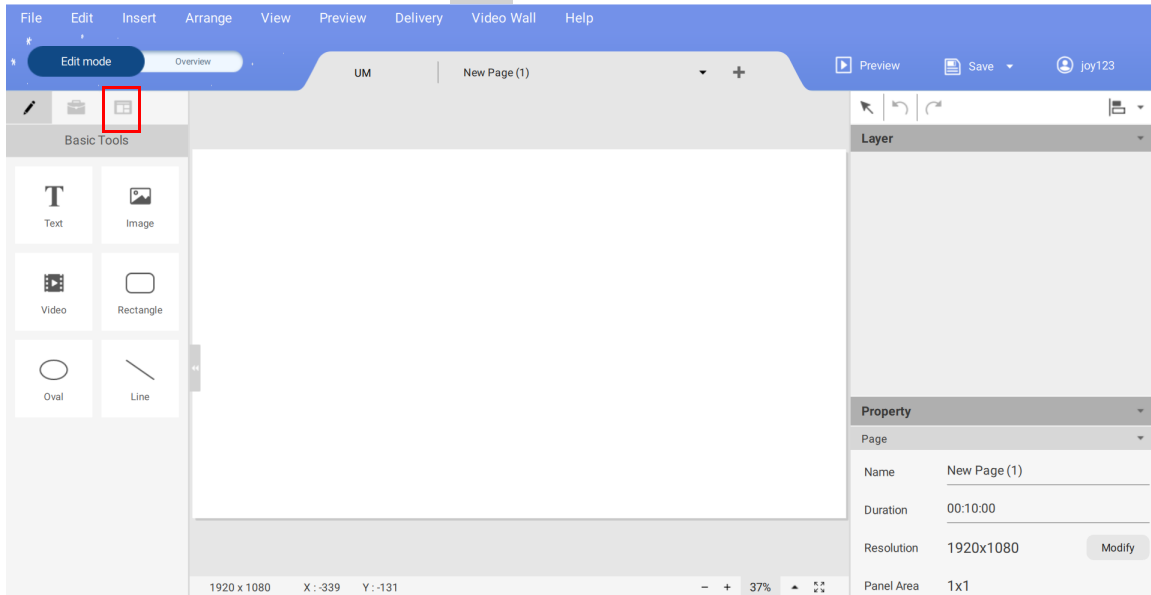 File Edit Insert Arrange View Preview Delivery Video Wall Help
Edit mode Overview
UM New Page (1)
Preview Save joy123
Basic Tools
Text Image
Video Rectangle
Oval Line
Layer
Property
Page
Name New Page (1)
Duration 00:10:00
Resolution 1920x1080 Modify
Panel Area 1x1
1920 x 1080 X : -339 Y : -131 37%